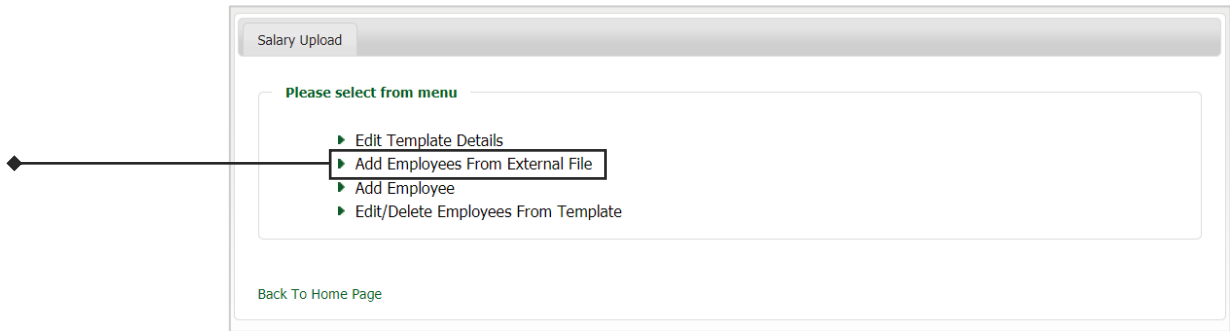 Salary Upload
Please select from menu
Edit Template Details
Add Employees From External File
Add Employee
Edit/Delete Employees From Template
Back To Home Page